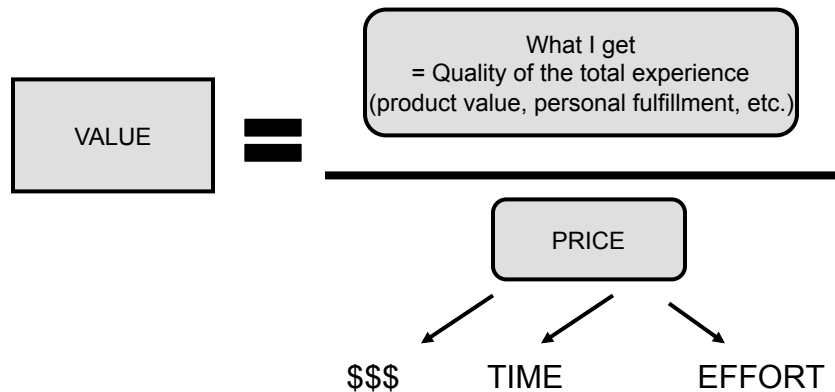 What I get
= Quality of the total experience
(product value, personal fulfillment, etc.)
VALUE
PRICE
$$$ TIME EFFORT